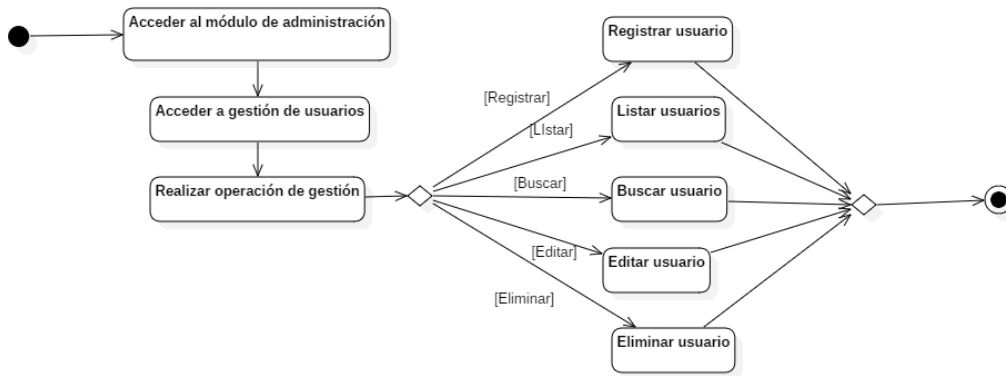 Acceder al módulo de administración
Registrar usuario
[Registrar]
Acceder a gestión de usuarios
Listar usuarios
[LIstar]
Realizar operación de gestión
[Buscar]
Buscar usuario
[Editar]
Editar usuario
[Eliminar]
Eliminar usuario